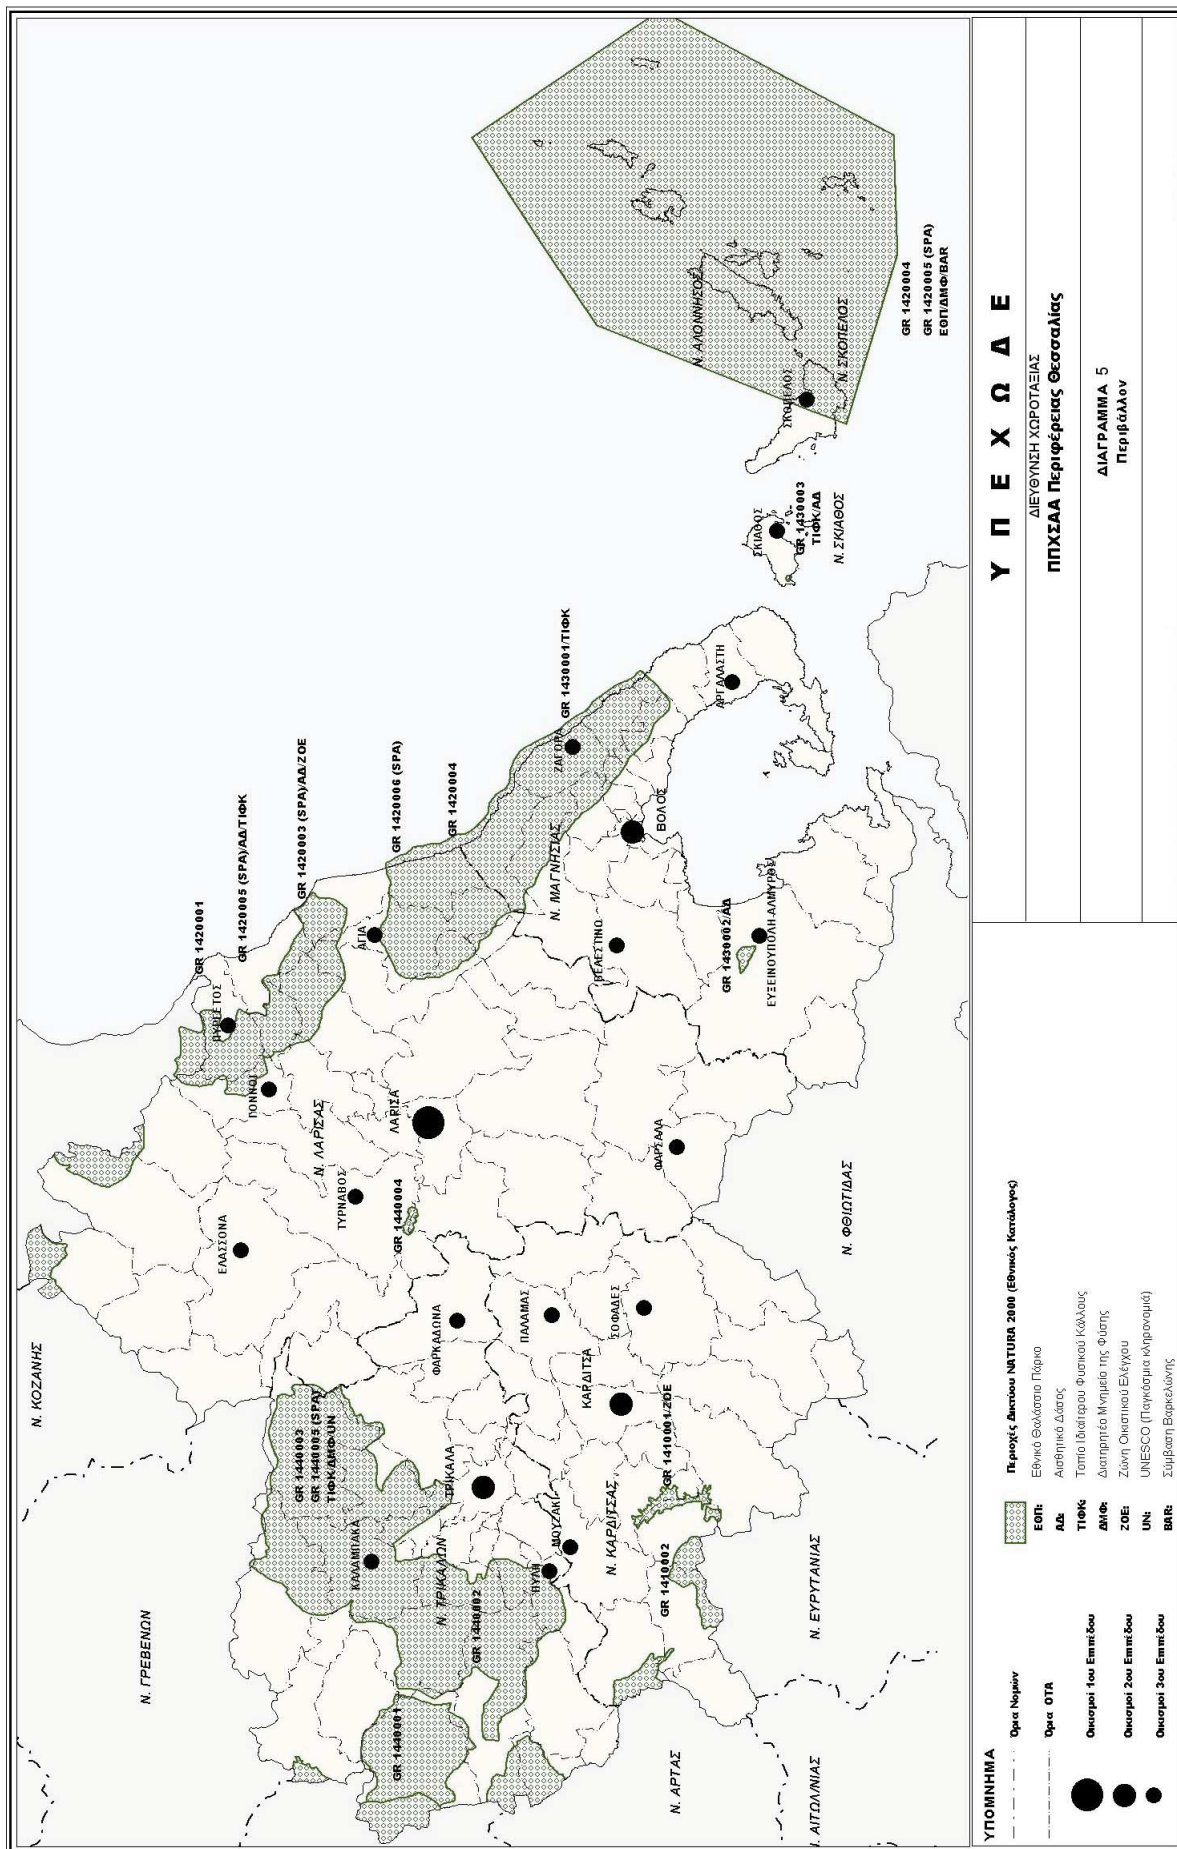 Ν. ΚΟΖΑΝΗΣ
Ν. ΓΡΕΒΕΝΩΝ
GR 1420001
GR 1420005 (SPA)/ΑΔ/ΤΙΦΚ
GR 1420003 (SPA)/ΑΔ/ΖΟΕ
GR 1420006 (SPA)
GR 1420004
GR 1430001/ΤΙΦΚ
ΠΥΡΓΕΤΟΣ
ΓΟΝΝΟΙ
ΕΛΑΣΣΟΝΑ
Ν. ΛΑΡΙΣΑΣ
ΤΥΡΝΑΒΟΣ
ΛΑΡΙΣΑ
ΑΓΙΑ
GR 1440004
GR 1440003
GR 1440005 (SPA)
ΤΙΦΚ/ΔΜΦ/UN
ΚΑΛΑΜΠΑΚΑ
Ν. ΤΡΙΚΑΛΩΝ
GR 1440001
GR 1440002
ΤΡΙΚΑΛΑ
ΦΑΡΚΑΔΩΝΑ
ΠΑΛΑΜΑΣ
ΣΟΦΑΔΕΣ
ΚΑΡΔΙΤΣΑ
ΠΥΛΗ
ΜΟΥΖΑΚΙ
Ν. ΚΑΡΔΙΤΣΑΣ
GR 1410001/ΖΟΕ
GR 1410002
ΦΑΡΣΑΛΑ
Ν. ΜΑΓΝΗΣΙΑΣ
ΖΑΓΟΡΑ
ΒΟΛΟΣ
ΒΕΛΕΣΤΙΝΟ
GR 1430002/ΑΔ
ΕΥΞΕΙΝΟΥΠΟΛΗ-ΑΛΜΥΡΟΣ
ΑΡΓΑΛΑΣΤΗ
ΣΚΙΑΘΟΣ
GR 1430003
ΤΙΦΚ/ΑΔ
Ν. ΣΚΙΑΘΟΣ
ΣΚΟΠΕΛΟΣ
Ν. ΣΚΟΠΕΛΟΣ
Ν. ΑΛΟΝΝΗΣΟΣ
GR 1420004
GR 1420005 (SPA)
ΕΘΠ/ΔΜΦ/BAR
Ν. ΑΡΤΑΣ
Ν. ΕΥΡΥΤΑΝΙΑΣ
Ν. ΦΘΙΩΤΙΔΑΣ
Ν. ΑΙΤΩΛ/ΝΙΑΣ
ΥΠΟΜΝΗΜΑ
Όρια Νομών
Όρια ΟΤΑ
Οικισμοί 1ου Επιπέδου
Οικισμοί 2ου Επιπέδου
Οικισμοί 3ου Επιπέδου
Περιοχές Δικτύου NATURA 2000 (Εθνικός Κατάλογος)
ΕΘΠ: Εθνικό Θαλάσσιο Πάρκο
ΑΔ: Αισθητικό Δάσος
ΤΙΦΚ: Τοπίο Ιδιαίτερου Φυσικού Κάλλους
ΔΜΦ: Διατηρητέο Μνημείο της Φύσης
ΖΟΕ: Ζώνη Οικιστικού Ελέγχου
UN: UNESCO (Παγκόσμια κληρονομιά)
BAR: Σύμβαση Βαρκελώνης
Υ Π Ε Χ Ω Δ Ε
ΔΙΕΥΘΥΝΣΗ ΧΩΡΟΤΑΞΙΑΣ
ΠΠΧΣΑΑ Περιφέρειας Θεσσαλίας
ΔΙΑΓΡΑΜΜΑ 5
Περιβάλλον